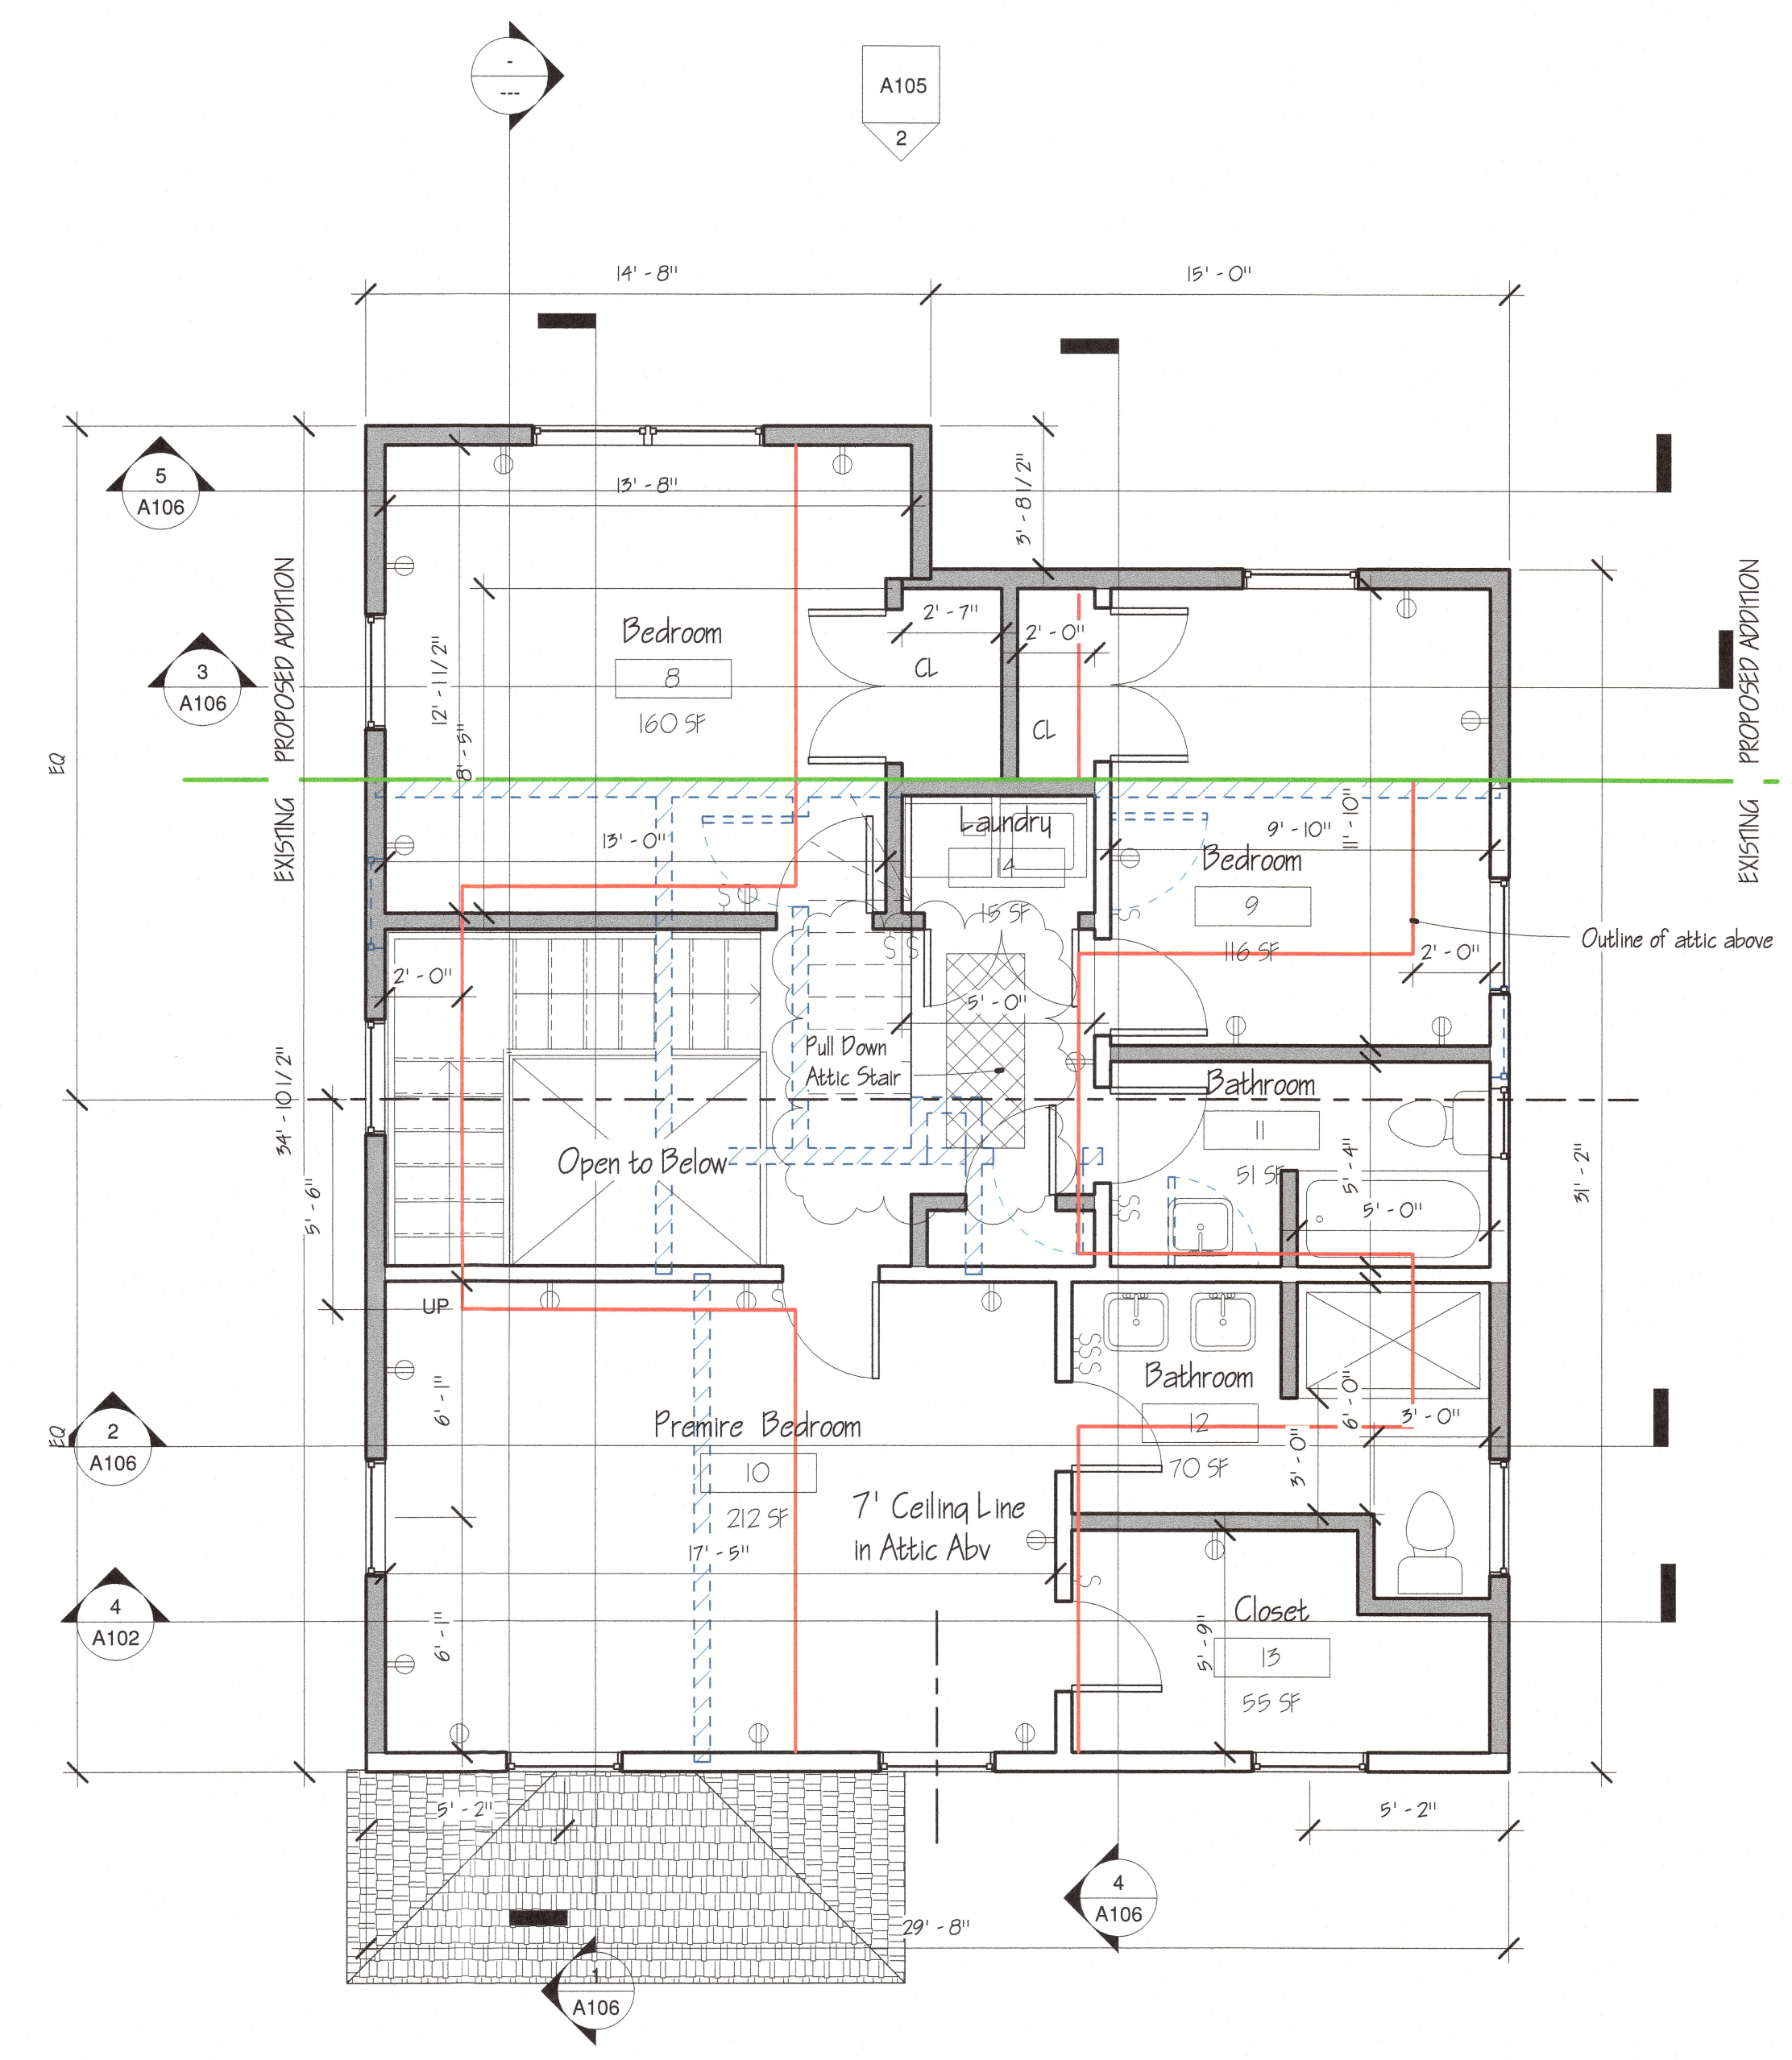 -
---
A105
2
14' - 8"
15' - 0"
5
A106
13' - 8"
3' - 8 1/2"
PROPOSED ADDITION
PROPOSED ADDITION
2' - 7"
2' - 0"
Bedroom
8
160 SF
CL
CL
3
A106
12' - 1 1/2"
8' - 5"
EQ
EXISTING
EXISTING
13' - 0"
Laundry
14
15 SF
9' - 10"
11' - 10"
Bedroom
9
116 SF
S
S
S S
Outline of attic above
2' - 0"
2' - 0"
5' - 0"
Pull Down
Attic Stair
34' - 10 1/2"
Bathroom
11
51 SF
5' - 4"
5' - 0"
31' - 2"
Open to Below
5' - 6"
SS
UP
S
SSS
6' - 1"
Bathroom
12
70 SF
6' - 0"
3' - 0"
3' - 0"
EQ
2
A106
Premire Bedroom
10
212 SF
17' - 5"
7' Ceiling Line
in Attic Abv
S
4
A102
6' - 1"
Closet
13
55 SF
5' - 9"
5' - 2"
5' - 2"
4
A106
29' - 8"
1
A106